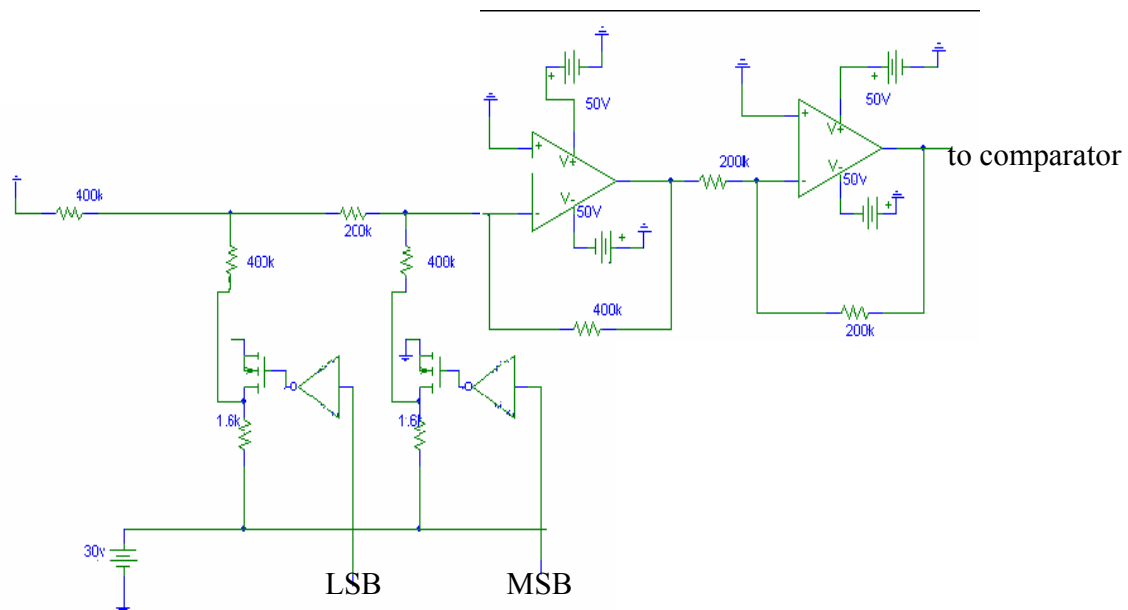 50V
50V
V+
V+
200k
to comparator
V-
50V
V-
50V
400k
+
-
+
-
+
+
+
+
200k
400k
400k
400k
200k
1.6k
1.6k
30v
LSB
MSB